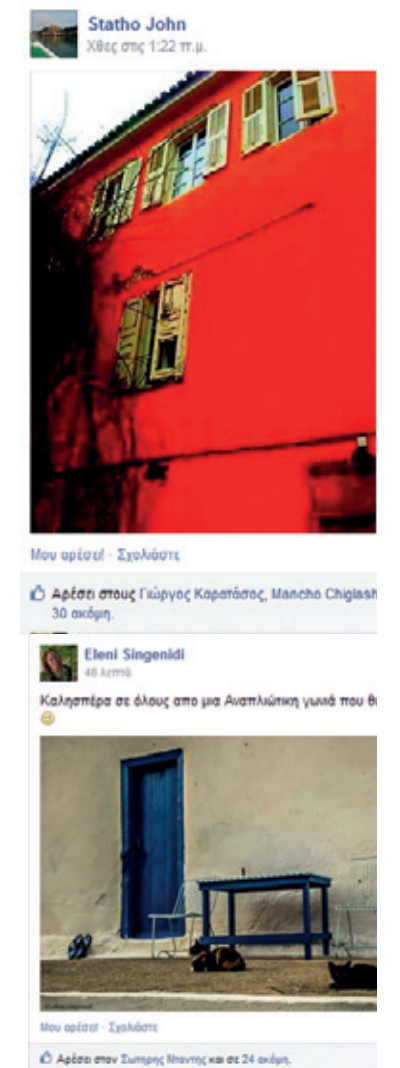 Statho John
Χθες στις 1:22 π.μ.
Μου αρέσει! · Σχολιάστε
Αρέσει στους Γιώργος Καρατάσος, Mancho Chiglash
30 ακόμη.
Eleni Singenidi
48 λεπτά
Καλησπέρα σε όλους απο μια Αναπλιώτικη γωνιά που θ
Μου αρέσει! · Σχολιάστε
Αρέσει στον Σωτηρης Ντοντης και σε 24 ακόμη.